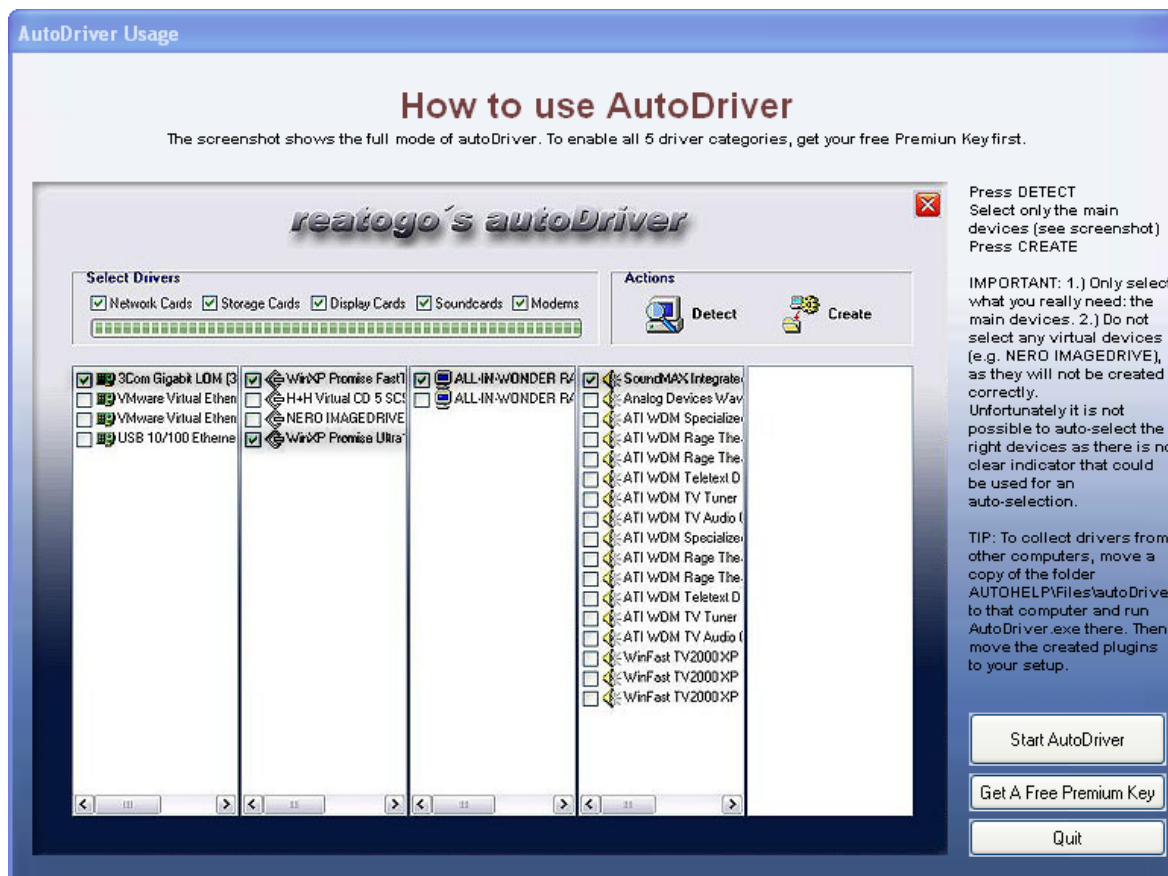 AutoDriver Usage
How to use AutoDriver
The screenshot shows the full mode of autoDriver. To enable all 5 driver categories, get your free Premiun Key first.
reatogo´s autoDriver
Select Drivers
Network Cards Storage Cards Display Cards Soundcards Modems
Actions
Detect Create
3Com Gigabit LOM (3
VMware Virtual Ethen
VMware Virtual Ethen
USB 10/100 Etherne
WinXP Promise FastT
H+H Virtual CD 5 SCS
NERO IMAGEDRIVE
WinXP Promise Ultra
ALL-IN-WONDER RA
ALL-IN-WONDER RA
SoundMAX Integrate
Analog Devices Wav
ATI WDM Specialize
ATI WDM Rage The
ATI WDM Rage The
ATI WDM Teletext D
ATI WDM TV Tuner
ATI WDM TV Audio
ATI WDM Specialize
ATI WDM Rage The
ATI WDM Rage The
ATI WDM Teletext D
ATI WDM TV Tuner
ATI WDM TV Audio
WinFast TV2000 XP
WinFast TV2000 XP
WinFast TV2000 XP
Press DETECT
Select only the main
devices (see screenshot)
Press CREATE
IMPORTANT: 1.) Only select
what you really need: the
main devices. 2.) Do not
select any virtual devices
(e.g. NERO IMAGEDRIVE),
as they will not be created
correctly.
Unfortunately it is not
possible to auto-select the
right devices as there is no
clear indicator that could
be used for an
auto-selection.
TIP: To collect drivers from
other computers, move a
copy of the folder
AUTOHELP\Files\autoDrive
to that computer and run
AutoDriver.exe there. Then
move the created plugins
to your setup.
Start AutoDriver
Get A Free Premium Key
Quit